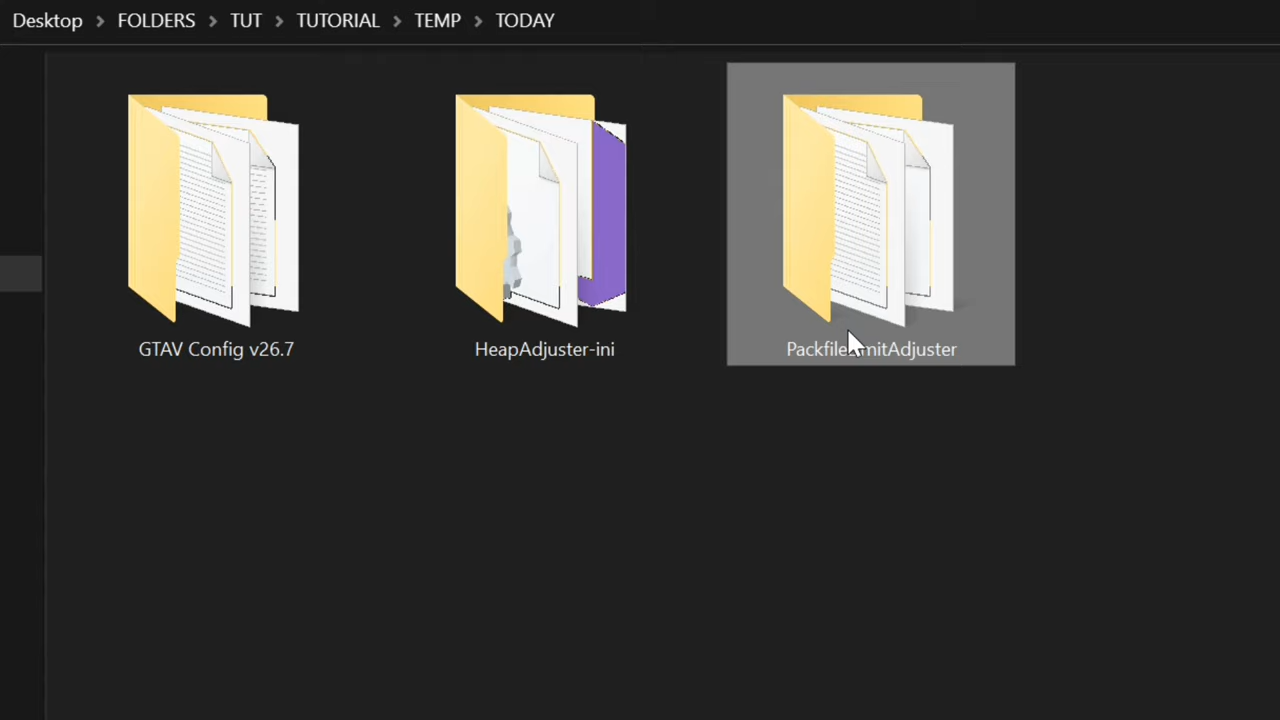 Desktop > FOLDERS > TUT > TUTORIAL > TEMP > TODAY
GTAV Config v26.7
HeapAdjuster-ini